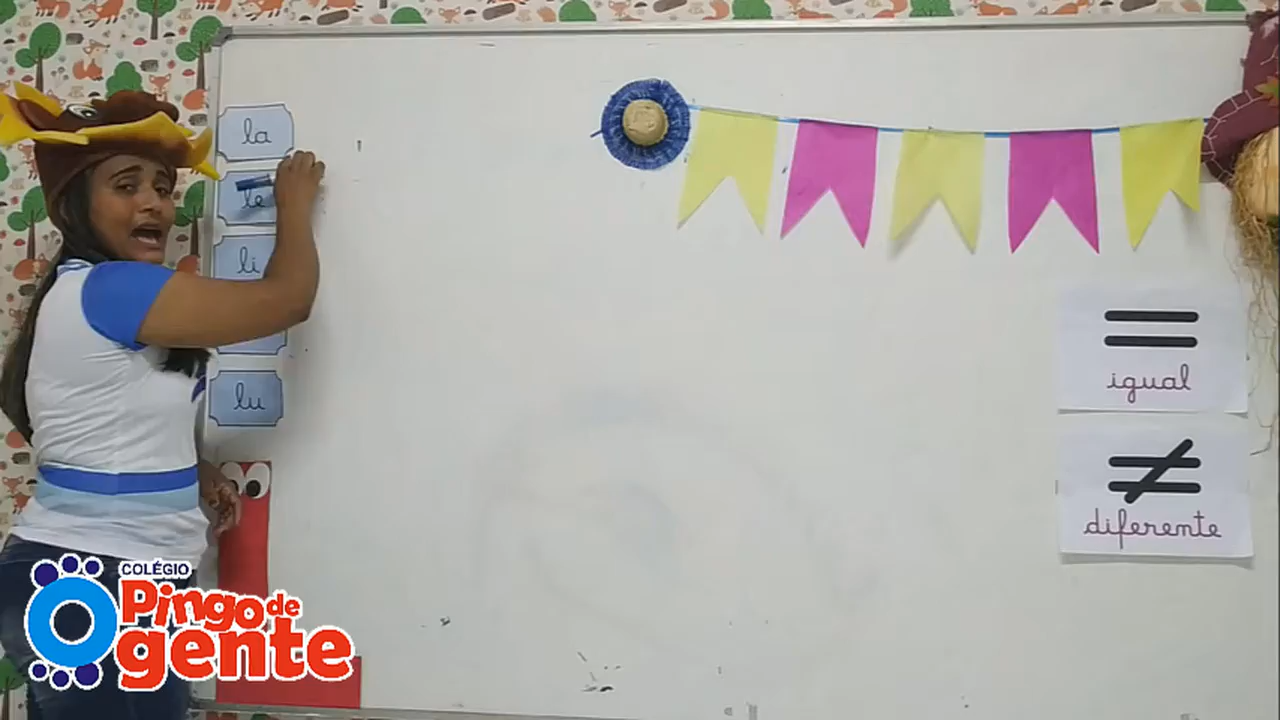 la
le
li
lu
igual
diferente
COLÉGIO
Pingo de
gente